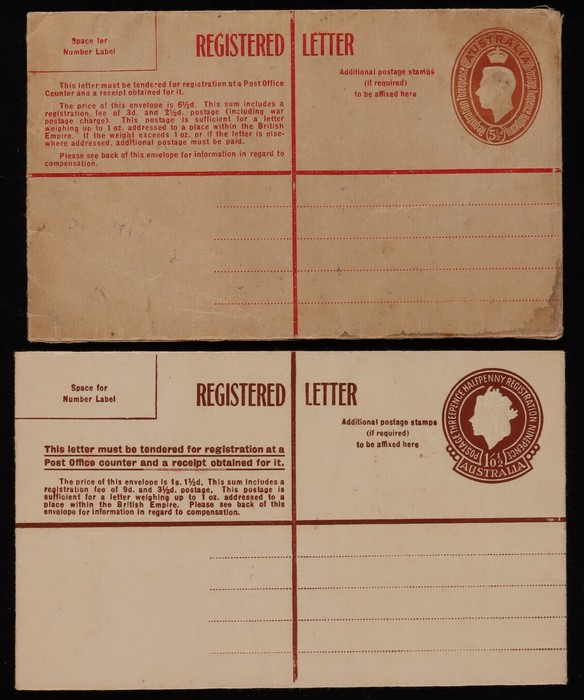 Space for
Number Label
REGISTERED LETTER
Additional postage stamps
(if required)
to be affixed here
AUSTRALIA
5½
This letter must be tendered for registration at a Post Office
Counter and a receipt obtained for it.
The price of this envelope is 6½d. This sum includes a
registration fee of 3d. and 2½d. postage (including war
postage charge). This postage is sufficient for a letter
weighing up to 1 oz. addressed to a place within the British
Empire. If the weight exceeds 1 oz. or if the letter is else-
where addressed, additional postage must be paid.
Please see back of this envelope for information in regard to
compensation.
Space for
Number Label
REGISTERED LETTER
Additional postage stamps
(if required)
to be affixed here
POSTAGE THREEPENCE HALFPENNY REGISTRATION NINEPENCE
1/0½
AUSTRALIA
This letter must be tendered for registration at a
Post Office counter and a receipt obtained for it.
The price of this envelope is 1s. 1½d. This sum includes a
registration fee of 9d. and 3½d. postage. This postage is
sufficient for a letter weighing up to 1 oz. addressed to a
place within the British Empire. Please see back of this
envelope for information in regard to compensation.